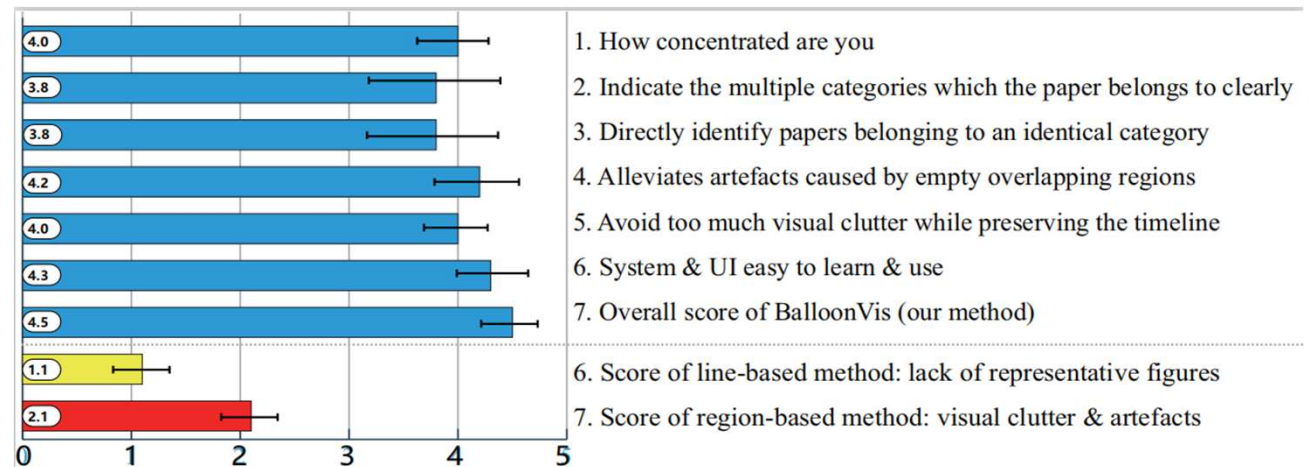 4.0 1. How concentrated are you
3.8 2. Indicate the multiple categories which the paper belongs to clearly
3.8 3. Directly identify papers belonging to an identical category
4.2 4. Alleviates artefacts caused by empty overlapping regions
4.0 5. Avoid too much visual clutter while preserving the timeline
4.3 6. System & UI easy to learn & use
4.5 7. Overall score of BalloonVis (our method)
1.1 6. Score of line-based method: lack of representative figures
2.1 7. Score of region-based method: visual clutter & artefacts
0 1 2 3 4 5